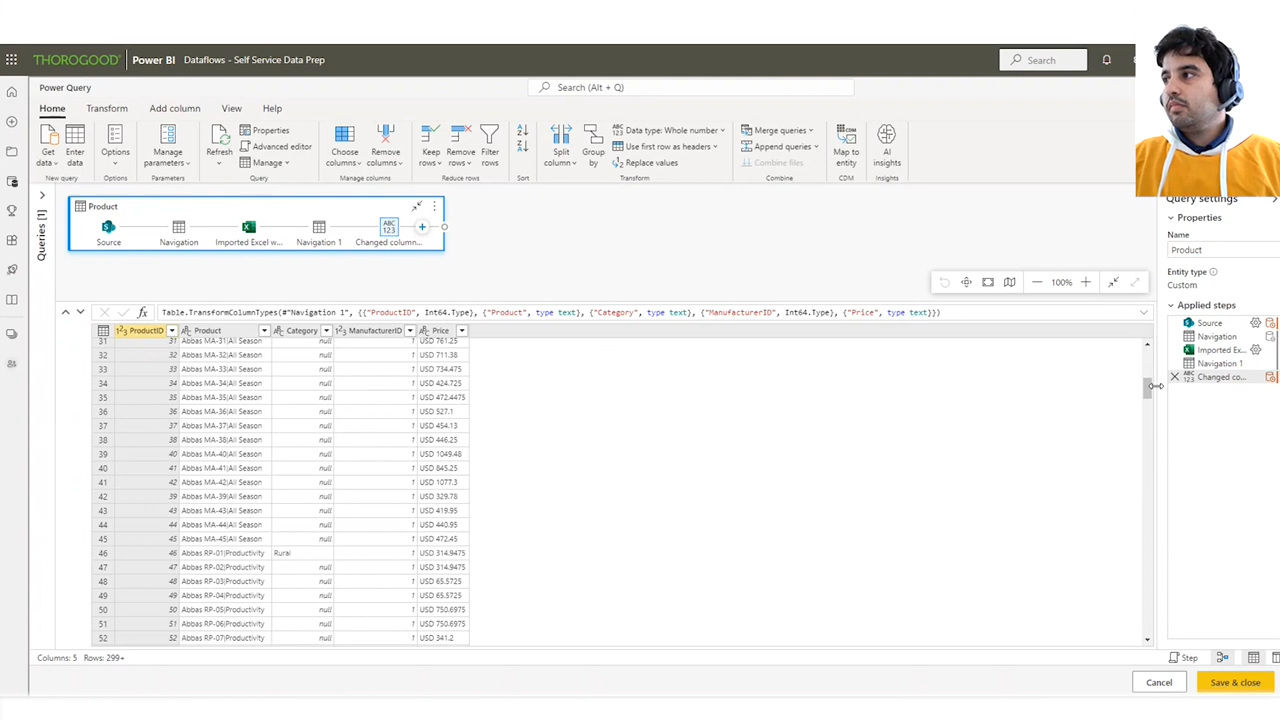 THOROGOOD Power BI Dataflows - Self Service Data Prep Search
Power Query Search (Alt + Q)
Home Transform Add column View Help
Get data Enter data Options Manage parameters Refresh Properties Advanced editor Manage Choose columns Remove columns Keep rows Remove rows Filter rows Split column Group by Data type: Whole number Use first row as headers Replace values Merge queries Append queries Combine files Map to entity AI insights
New query Options Parameters Query Manage columns Reduce rows Sort Transform Combine CDM Insights
Queries [1]
Product
Source Navigation Imported Excel w... Navigation 1 Changed column...
100%
Table.TransformColumnTypes(#"Navigation 1", {{"ProductID", Int64.Type}, {"Product", type text}, {"Category", type text}, {"ManufacturerID", Int64.Type}, {"Price", type text}})
ProductID Product Category ManufacturerID Price
31 31 Abbas MA-31|All Season null 1 USD 761.25
32 32 Abbas MA-32|All Season null 1 USD 711.38
33 33 Abbas MA-33|All Season null 1 USD 734.475
34 34 Abbas MA-34|All Season null 1 USD 424.725
35 35 Abbas MA-35|All Season null 1 USD 472.4475
36 36 Abbas MA-36|All Season null 1 USD 527.1
37 37 Abbas MA-37|All Season null 1 USD 454.13
38 38 Abbas MA-38|All Season null 1 USD 446.25
39 40 Abbas MA-40|All Season null 1 USD 1049.48
40 41 Abbas MA-41|All Season null 1 USD 845.25
41 42 Abbas MA-42|All Season null 1 USD 1077.3
42 39 Abbas MA-39|All Season null 1 USD 329.78
43 43 Abbas MA-43|All Season null 1 USD 419.95
44 44 Abbas MA-44|All Season null 1 USD 440.95
45 45 Abbas MA-45|All Season null 1 USD 472.45
46 46 Abbas RP-01|Productivity Rural 1 USD 314.9475
47 47 Abbas RP-02|Productivity null 1 USD 314.9475
48 48 Abbas RP-03|Productivity null 1 USD 65.5725
49 49 Abbas RP-04|Productivity null 1 USD 65.5725
50 50 Abbas RP-05|Productivity null 1 USD 750.6975
51 51 Abbas RP-06|Productivity null 1 USD 750.6975
52 52 Abbas RP-07|Productivity null 1 USD 341.2
Query settings
Properties
Name
Product
Entity type
Custom
Applied steps
Source
Navigation
Imported Ex...
Navigation 1
Changed co...
Columns: 5 Rows: 299+ Step
Cancel Save & close